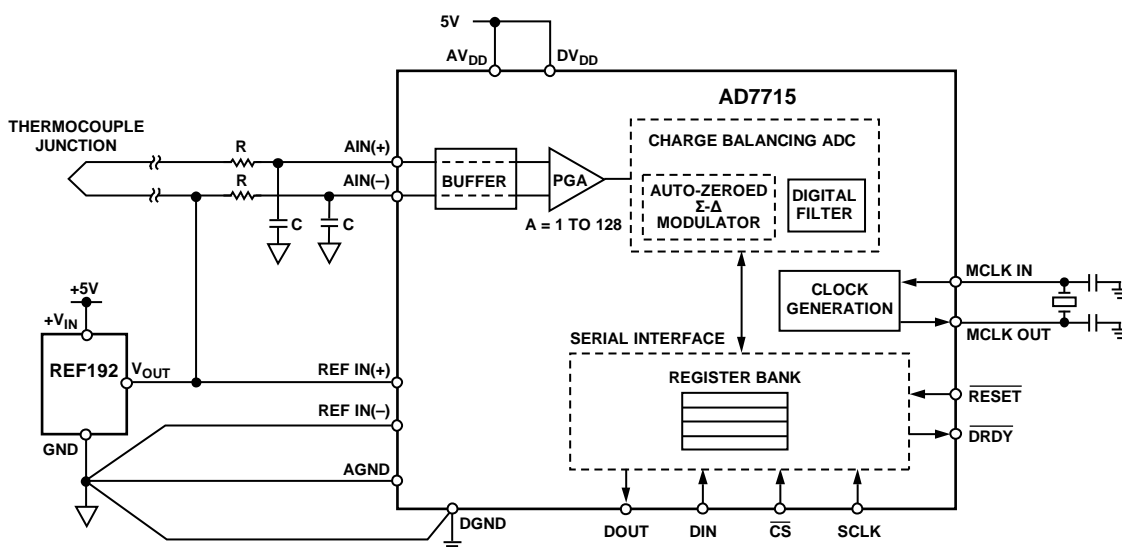 5V
AVDD
DVDD
AD7715
THERMOCOUPLE
JUNCTION
R
AIN(+)
CHARGE BALANCING ADC
R
AIN(–)
BUFFER
PGA
AUTO-ZEROED
Σ-Δ
MODULATOR
DIGITAL
FILTER
C
C
A = 1 TO 128
MCLK IN
CLOCK
GENERATION
+5V
+VIN
MCLK OUT
SERIAL INTERFACE
REF192
VOUT
REF IN(+)
REGISTER BANK
RESET
REF IN(–)
DRDY
GND
AGND
DGND
DOUT
DIN
CS
SCLK